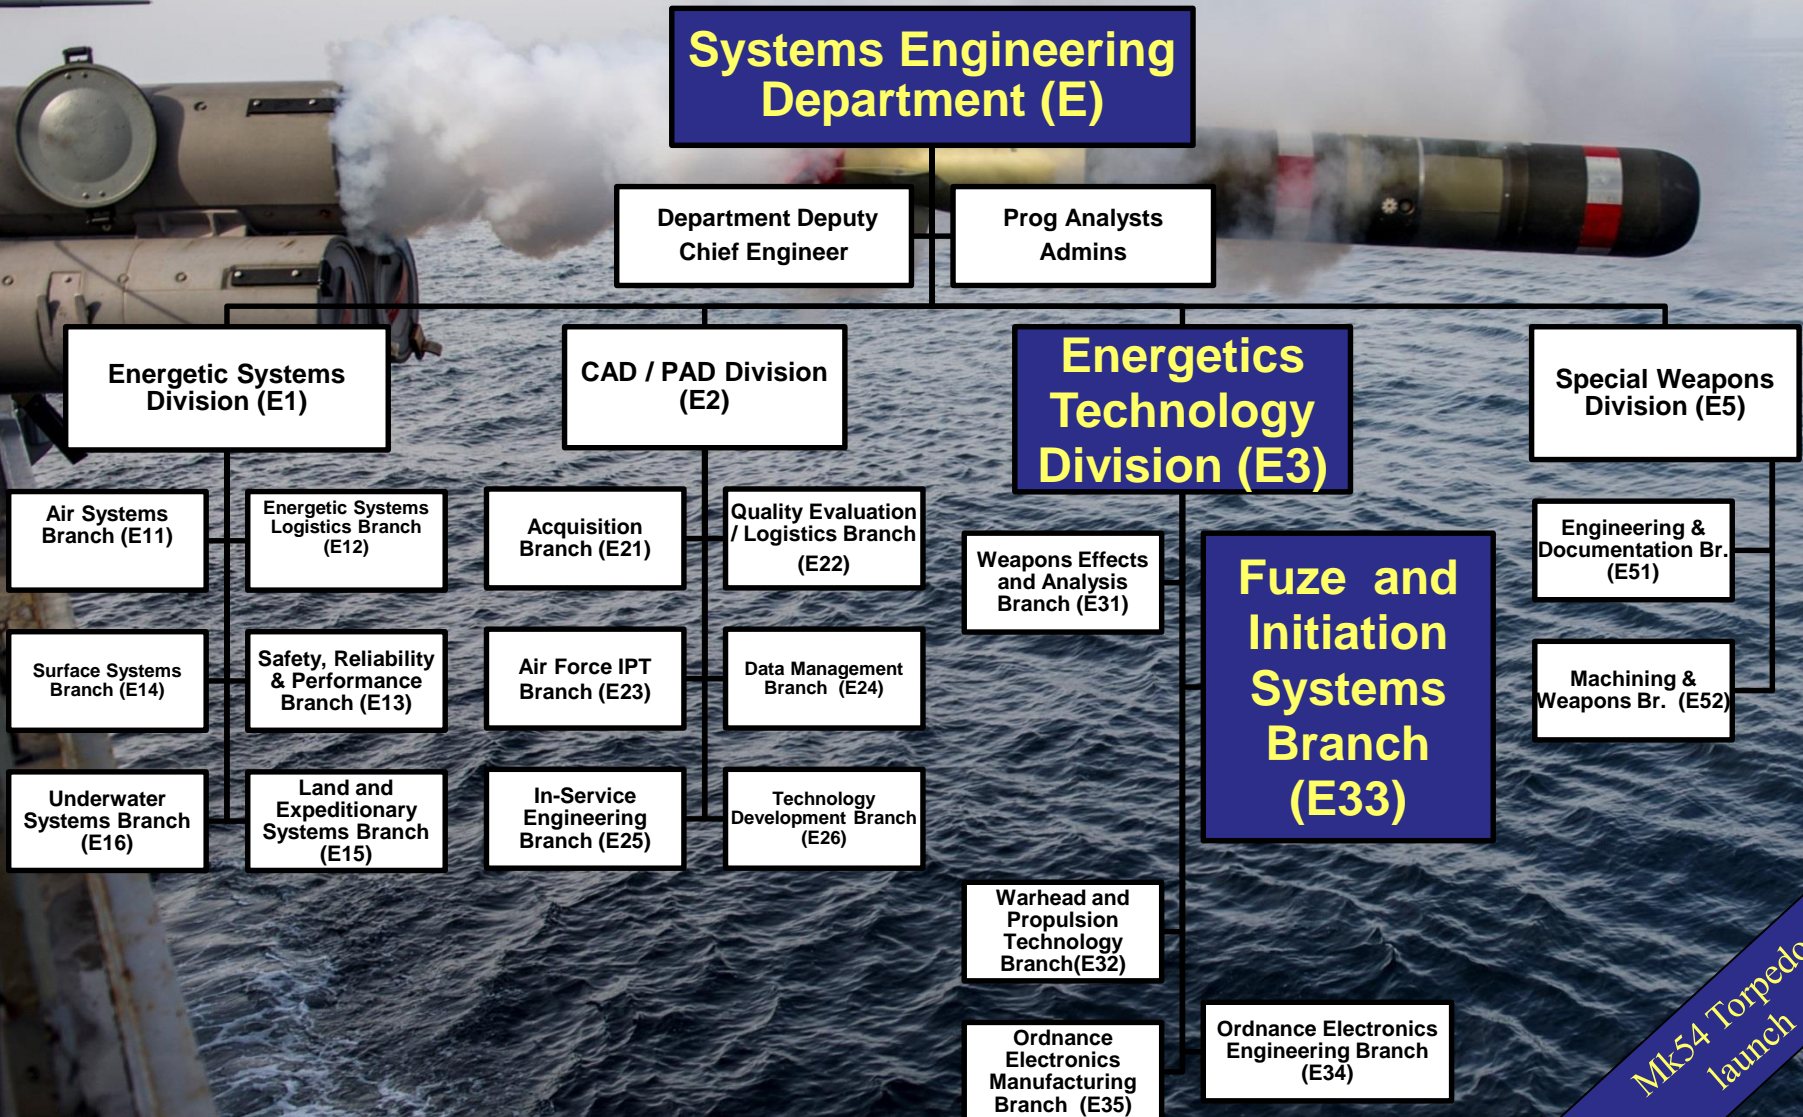 Systems Engineering
Department (E)
Department Deputy
Chief Engineer
Prog Analysts
Admins
Energetic Systems
Division (E1)
CAD / PAD Division
(E2)
Energetics
Technology
Division (E3)
Special Weapons
Division (E5)
Air Systems
Branch (E11)
Energetic Systems
Logistics Branch
(E12)
Surface Systems
Branch (E14)
Safety, Reliability
& Performance
Branch (E13)
Underwater
Systems Branch
(E16)
Land and
Expeditionary
Systems Branch
(E15)
Acquisition
Branch (E21)
Quality Evaluation
/ Logistics Branch
(E22)
Air Force IPT
Branch (E23)
Data Management
Branch (E24)
In-Service
Engineering
Branch (E25)
Technology
Development Branch
(E26)
Weapons Effects
and Analysis
Branch (E31)
Fuze and
Initiation
Systems
Branch
(E33)
Warhead and
Propulsion
Technology
Branch(E32)
Ordnance
Electronics
Manufacturing
Branch (E35)
Ordnance Electronics
Engineering Branch
(E34)
Engineering &
Documentation Br.
(E51)
Machining &
Weapons Br. (E52)
Mk54 Torpedo
launch